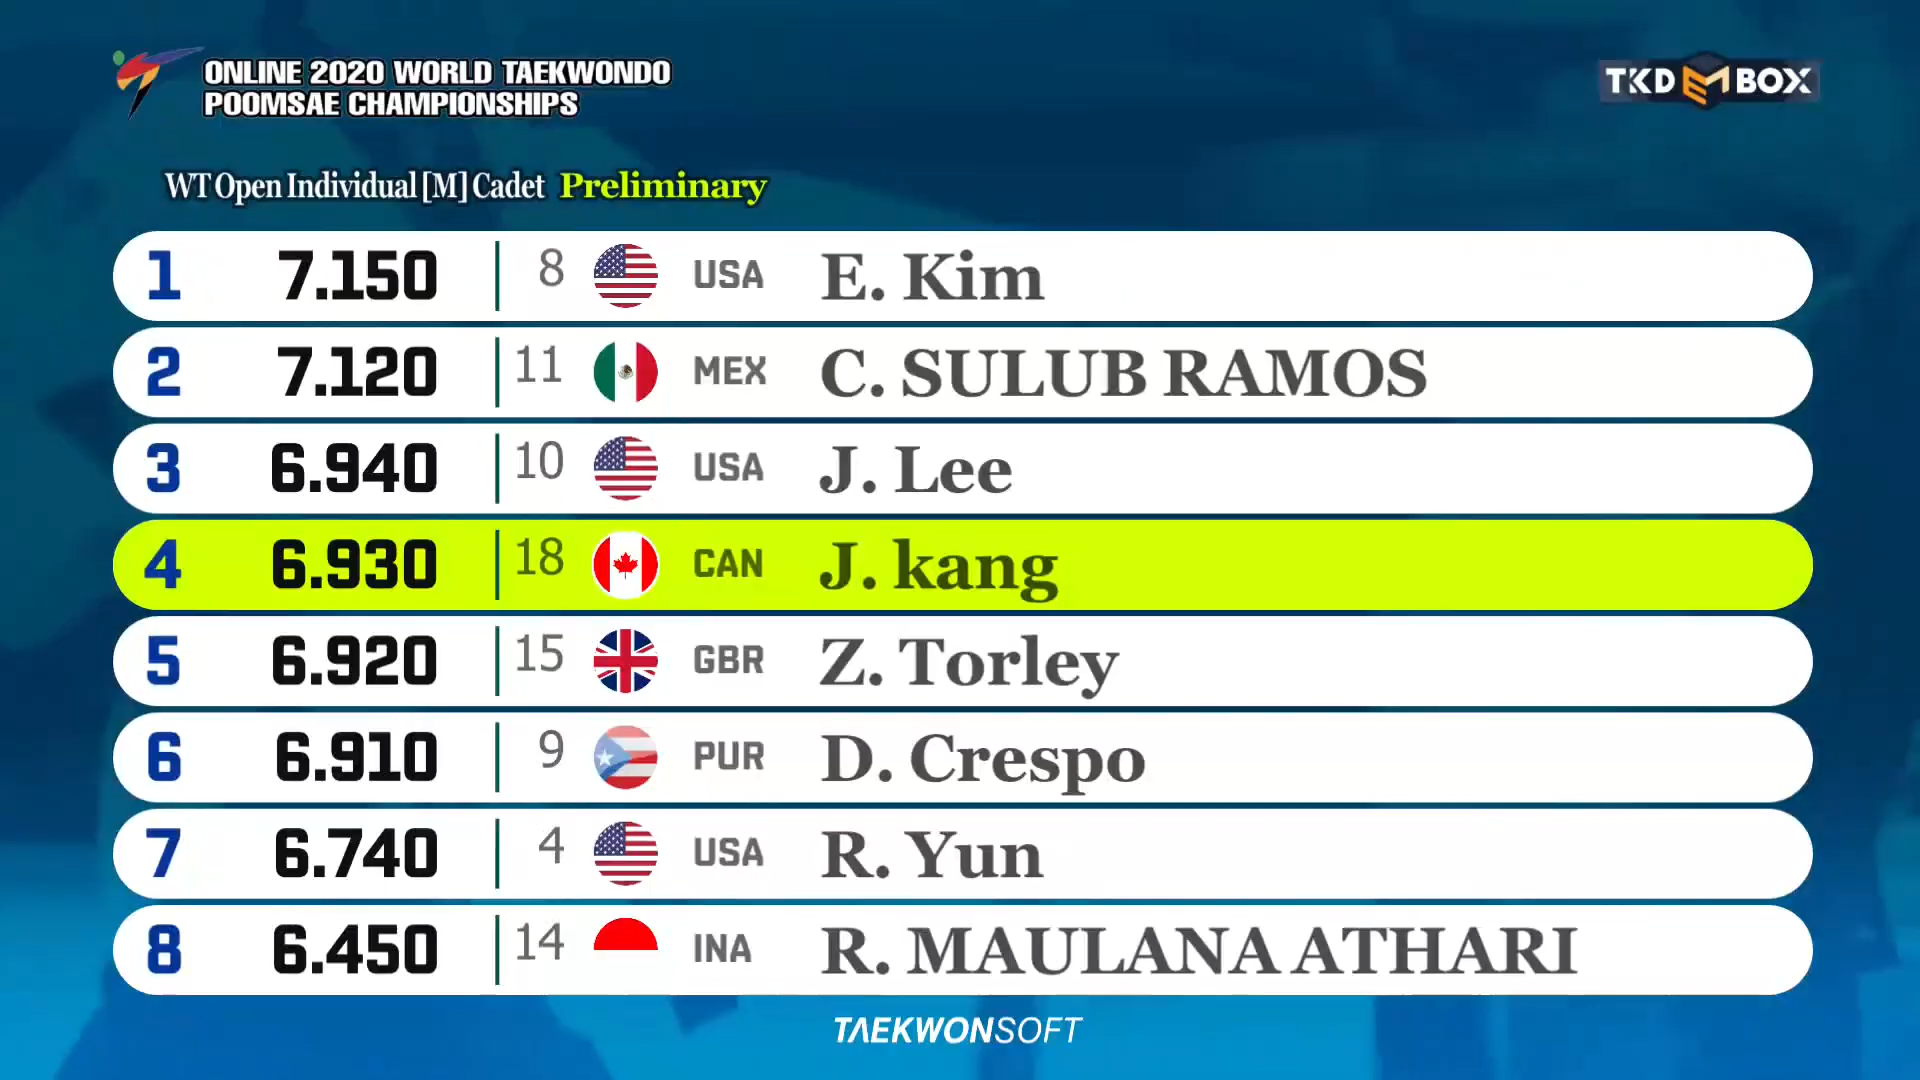 ONLINE 2020 WORLD TAEKWONDO
POOMSAE CHAMPIONSHIPS
TKD BOX
WT Open Individual [M] Cadet Preliminary
1 7.150 8 USA E. Kim
2 7.120 11 MEX C. SULUB RAMOS
3 6.940 10 USA J. Lee
4 6.930 18 CAN J. kang
5 6.920 15 GBR Z. Torley
6 6.910 9 PUR D. Crespo
7 6.740 4 USA R. Yun
8 6.450 14 INA R. MAULANA ATHARI
TAEKWONSOFT